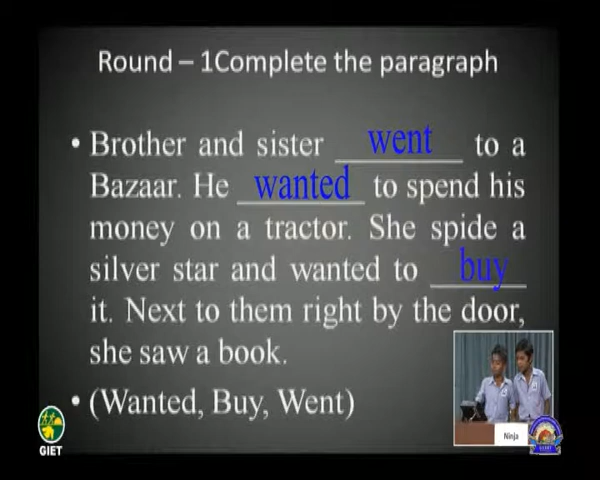 Round – 1Complete the paragraph
• Brother and sister went to a
Bazaar. He wanted to spend his
money on a tractor. She spide a
silver star and wanted to buy
it. Next to them right by the door,
she saw a book.
• (Wanted, Buy, Went)
Ninja
GIET